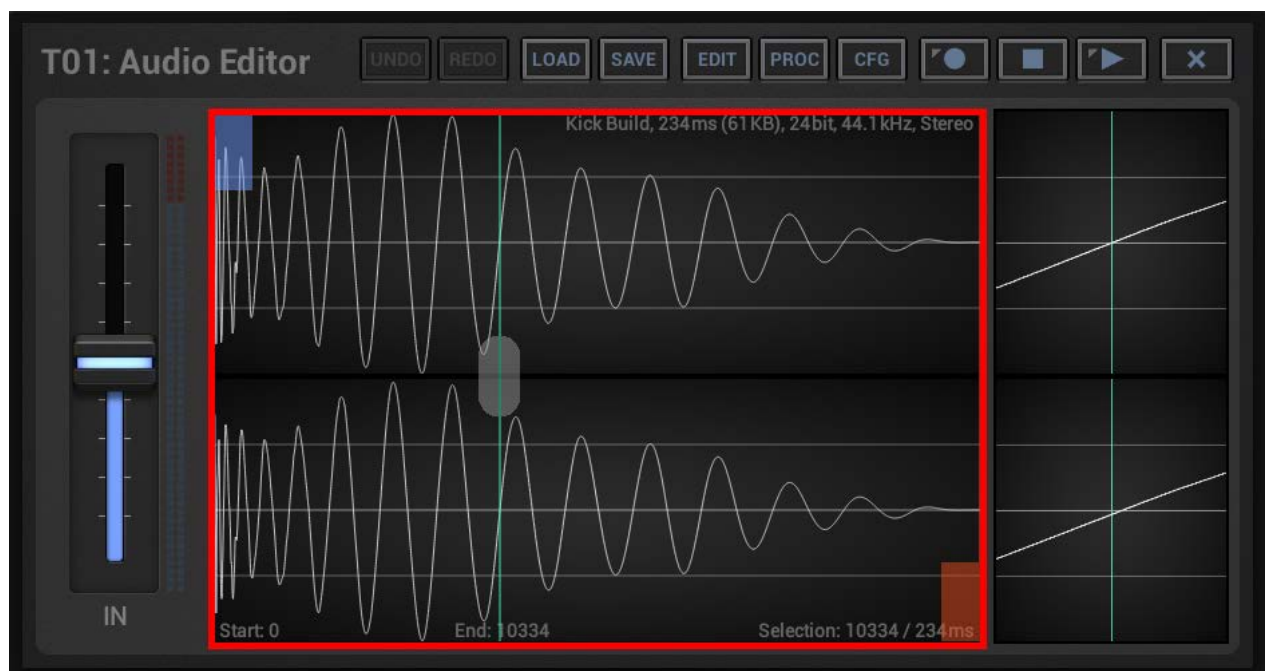 T01: Audio Editor UNDO REDO LOAD SAVE EDIT PROC CFG
Kick Build, 234ms (61KB), 24bit, 44.1kHz, Stereo
IN
Start: 0 End: 10334 Selection: 10334 / 234ms